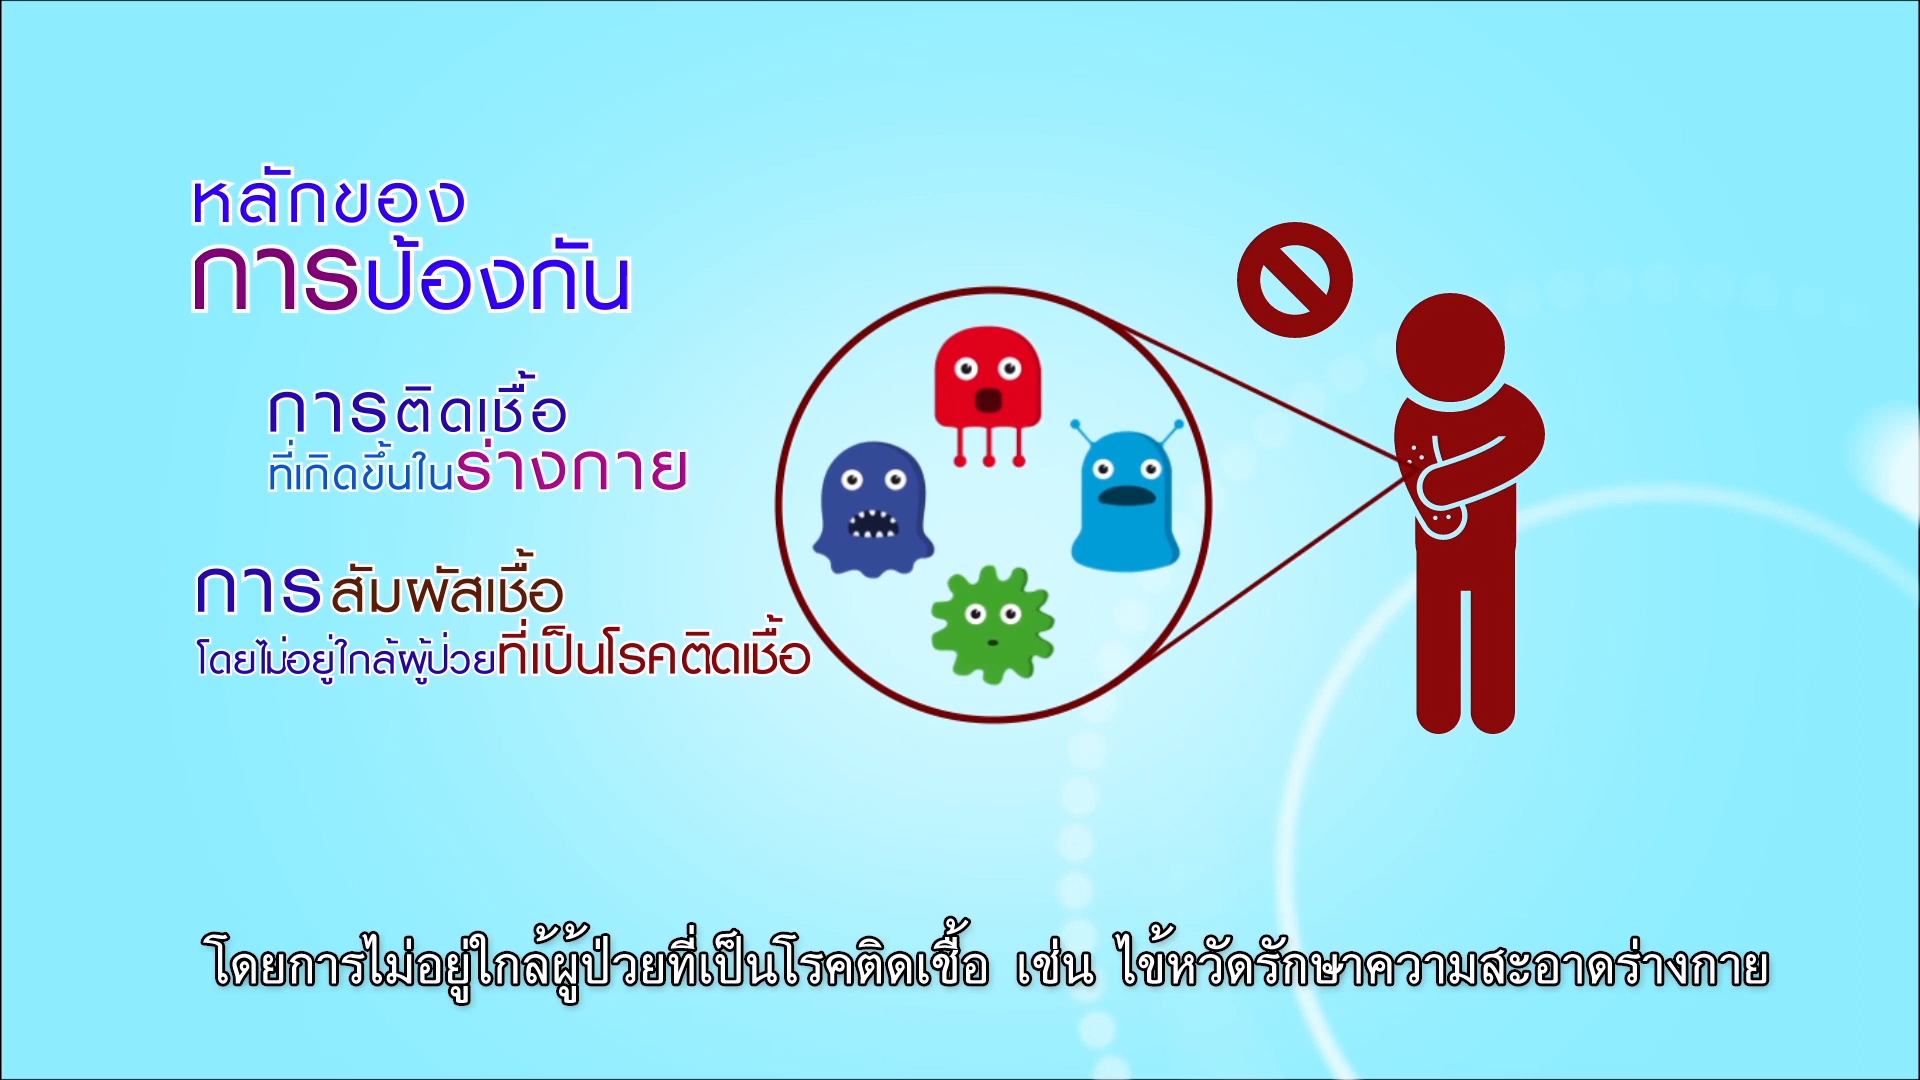 หลักของ
การป้องกัน
การติดเชื้อ
ที่เกิดขึ้นในร่างกาย
การสัมผัสเชื้อ
โดยไม่อยู่ใกล้ผู้ป่วยที่เป็นโรคติดเชื้อ
โดยการไม่อยู่ใกล้ผู้ป่วยที่เป็นโรคติดเชื้อ เช่น ไข้หวัดรักษาความสะอาดร่างกาย